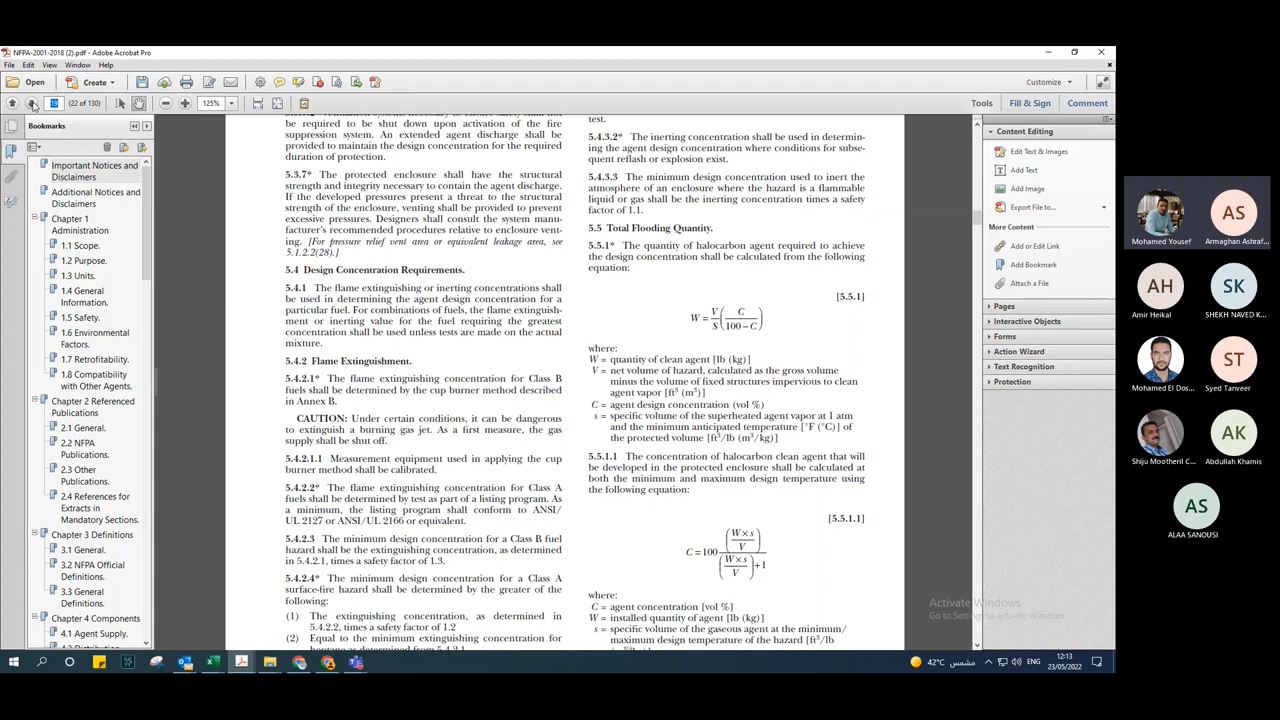 NFPA-2001-2018 (2).pdf - Adobe Acrobat Pro
File Edit View Window Help
Open Create Customize
(22 of 130) 125% Tools Fill & Sign Comment
Bookmarks
Important Notices and
Disclaimers
Additional Notices and
Disclaimers
Chapter 1
Administration
1.1 Scope.
1.2 Purpose.
1.3 Units.
1.4 General
Information.
1.5 Safety.
1.6 Environmental
Factors.
1.7 Retrofitability.
1.8 Compatibility
with Other Agents.
Chapter 2 Referenced
Publications
2.1 General.
2.2 NFPA
Publications.
2.3 Other
Publications.
2.4 References for
Extracts in
Mandatory Sections.
Chapter 3 Definitions
3.1 General.
3.2 NFPA Official
Definitions.
3.3 General
Definitions.
Chapter 4 Components
4.1 Agent Supply.
be required to be shut down upon activation of the fire
suppression system. An extended agent discharge shall be
provided to maintain the design concentration for the required
duration of protection.
5.3.7* The protected enclosure shall have the structural
strength and integrity necessary to contain the agent discharge.
If the developed pressures present a threat to the structural
strength of the enclosure, venting shall be provided to prevent
excessive pressures. Designers shall consult the system manu-
facturer's recommended procedures relative to enclosure vent-
ing. [For pressure relief vent area or equivalent leakage area, see
5.1.2.2(28).]
5.4 Design Concentration Requirements.
5.4.1 The flame extinguishing or inerting concentrations shall
be used in determining the agent design concentration for a
particular fuel. For combinations of fuels, the flame extinguish-
ment or inerting value for the fuel requiring the greatest
concentration shall be used unless tests are made on the actual
mixture.
5.4.2 Flame Extinguishment.
5.4.2.1* The flame extinguishing concentration for Class B
fuels shall be determined by the cup burner method described
in Annex B.
CAUTION: Under certain conditions, it can be dangerous
to extinguish a burning gas jet. As a first measure, the gas
supply shall be shut off.
5.4.2.1.1 Measurement equipment used in applying the cup
burner method shall be calibrated.
5.4.2.2* The flame extinguishing concentration for Class A
fuels shall be determined by test as part of a listing program. As
a minimum, the listing program shall conform to ANSI/
UL 2127 or ANSI/UL 2166 or equivalent.
5.4.2.3 The minimum design concentration for a Class B fuel
hazard shall be the extinguishing concentration, as determined
in 5.4.2.1, times a safety factor of 1.3.
5.4.2.4* The minimum design concentration for a Class A
surface-fire hazard shall be determined by the greater of the
following:
(1) The extinguishing concentration, as determined in
5.4.2.2, times a safety factor of 1.2
(2) Equal to the minimum extinguishing concentration for
test.
5.4.3.2* The inerting concentration shall be used in determin-
ing the agent design concentration where conditions for subse-
quent reflash or explosion exist.
5.4.3.3 The minimum design concentration used to inert the
atmosphere of an enclosure where the hazard is a flammable
liquid or gas shall be the inerting concentration times a safety
factor of 1.1.
5.5 Total Flooding Quantity.
5.5.1* The quantity of halocarbon agent required to achieve
the design concentration shall be calculated from the following
equation:
[5.5.1]
W = V/S (C/100 – C)
where:
W = quantity of clean agent [lb (kg)]
V = net volume of hazard, calculated as the gross volume
minus the volume of fixed structures impervious to clean
agent vapor [ft³ (m³)]
C = agent design concentration (vol %)
s = specific volume of the superheated agent vapor at 1 atm
and the minimum anticipated temperature [°F (°C)] of
the protected volume [ft³/lb (m³/kg)]
5.5.1.1 The concentration of halocarbon clean agent that will
be developed in the protected enclosure shall be calculated at
both the minimum and maximum design temperature using
the following equation:
[5.5.1.1]
C = 100 (W × s/V) / (W × s/V) + 1
where:
C = agent concentration [vol %]
W = installed quantity of agent [lb (kg)]
s = specific volume of the gaseous agent at the minimum/
maximum design temperature of the hazard [ft³/lb
Content Editing
Edit Text & Images
Add Text
Add Image
Export File to...
More Content
Add or Edit Link
Add Bookmark
Attach a File
Pages
Interactive Objects
Forms
Action Wizard
Text Recognition
Protection
Activate Windows
Go to Settings to activate Windows.
42°C مشمس ENG 12:13
23/05/2022
AS
Mohamed Yousef Armaghan Ashraf...
AH SK
Amir Heikal SHEKH NAVED K...
ST
Mohamed El Dos... Syed Tanveer
AK
Shiju Mootheril C... Abdullah Khamis
AS
ALAA SANOUSI